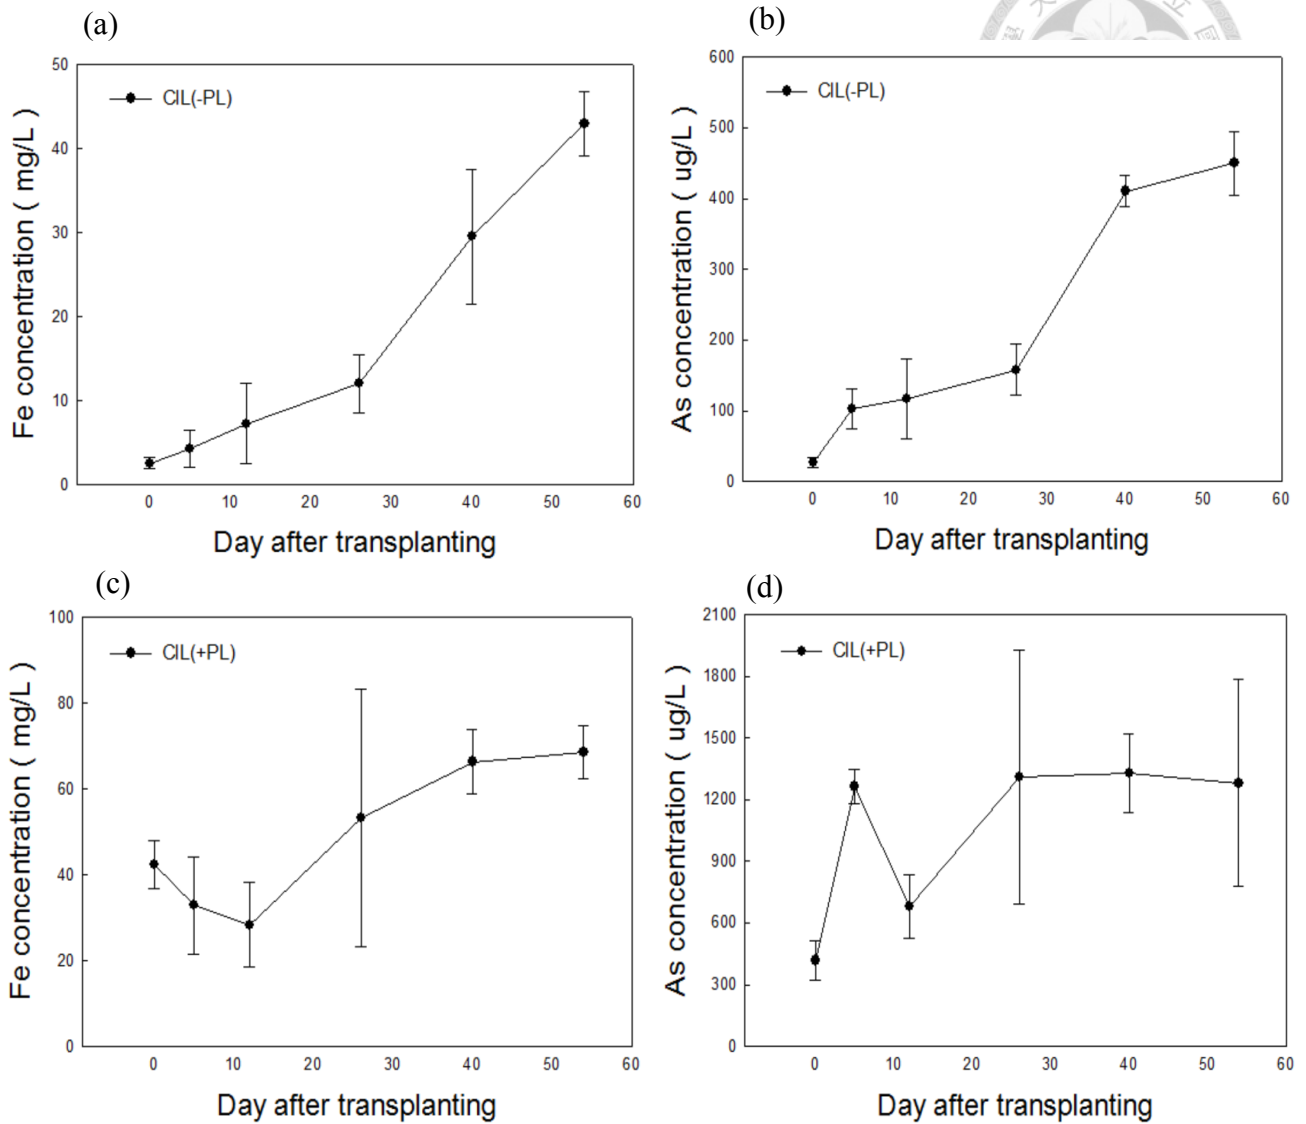 (a)
50
40
30
20
10
0
CIL(-PL)
Fe concentration ( mg/L )
0 10 20 30 40 50 60
Day after transplanting
(b)
600
500
400
300
200
100
0
CIL(-PL)
As concentration ( ug/L )
0 10 20 30 40 50 60
Day after transplanting
(c)
100
80
60
40
20
0
CIL(+PL)
Fe concentration ( mg/L )
0 10 20 30 40 50 60
Day after transplanting
(d)
2100
1800
1500
1200
900
600
300
0
CIL(+PL)
As concentration ( ug/L )
0 10 20 30 40 50 60
Day after transplanting
學 大 立 國